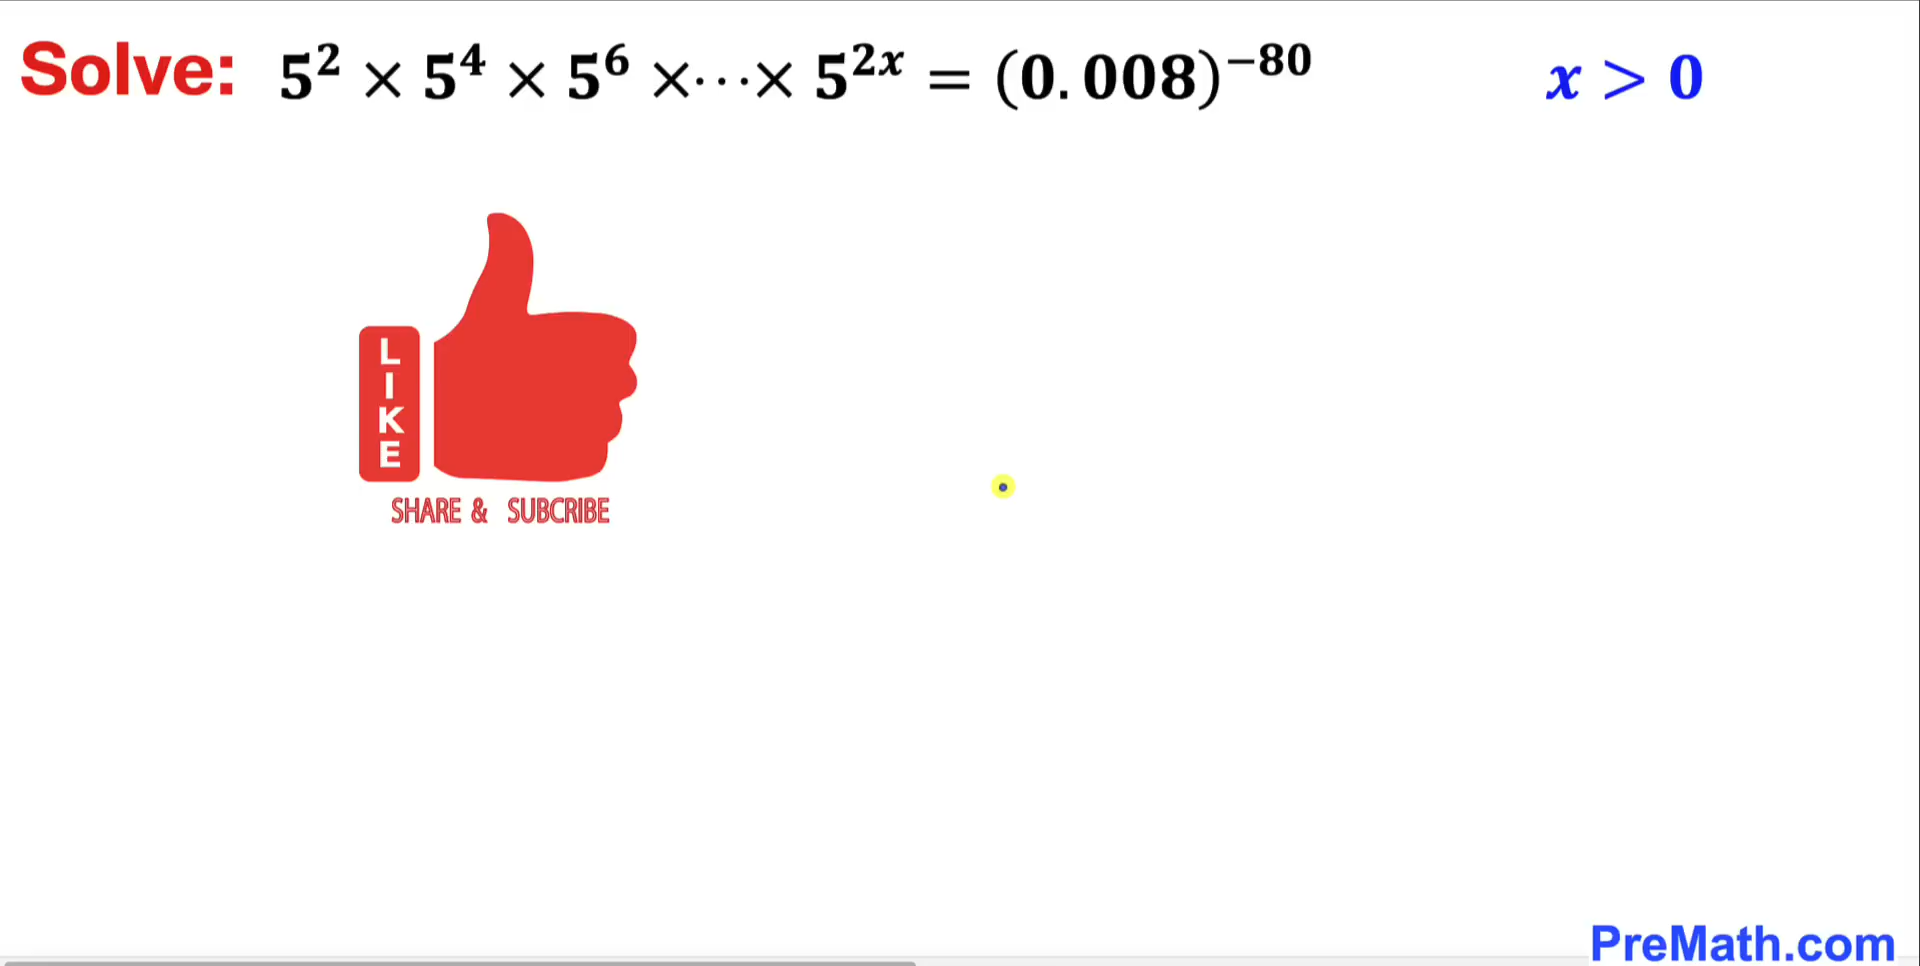 Solve: 5² × 5⁴ × 5⁶ ×···× 5²ˣ = (0.008)⁻⁸⁰ x > 0
L
I
K
E
SHARE & SUBCRIBE
PreMath.com